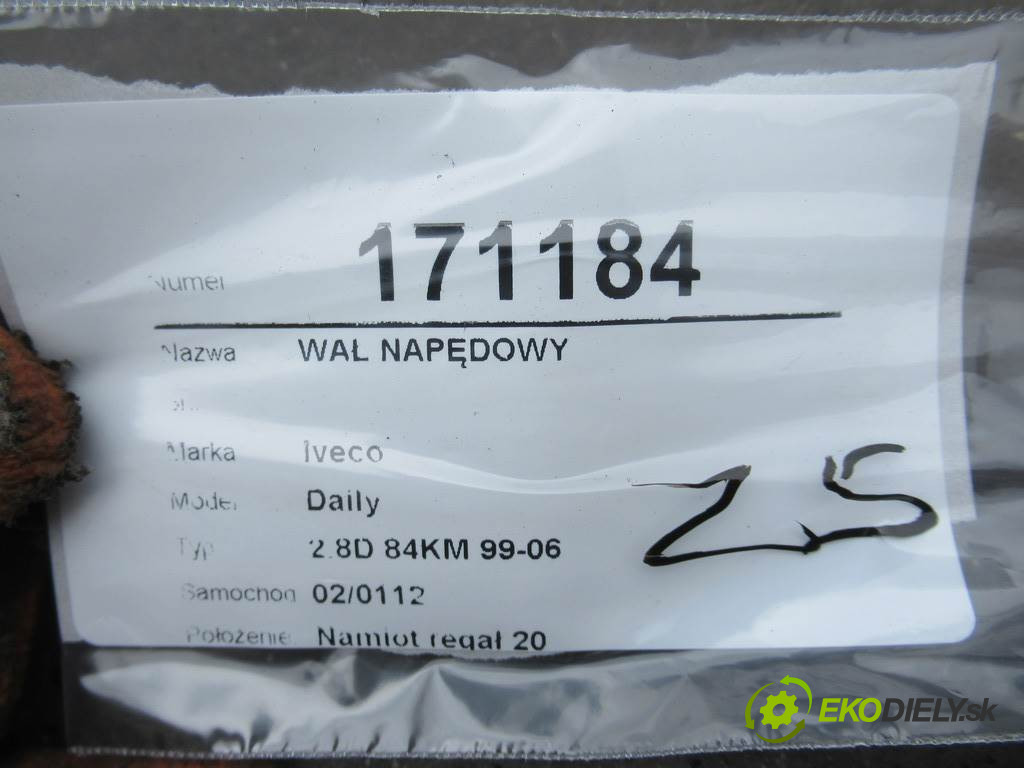 Numer 171184
Nazwa WAŁ NAPĘDOWY
Marka Iveco
Model Daily
Typ 2.8D 84KM 99-06
Samochod 02/0112
Położenie Namiot regał 20
ZS
EKODIELY.sk